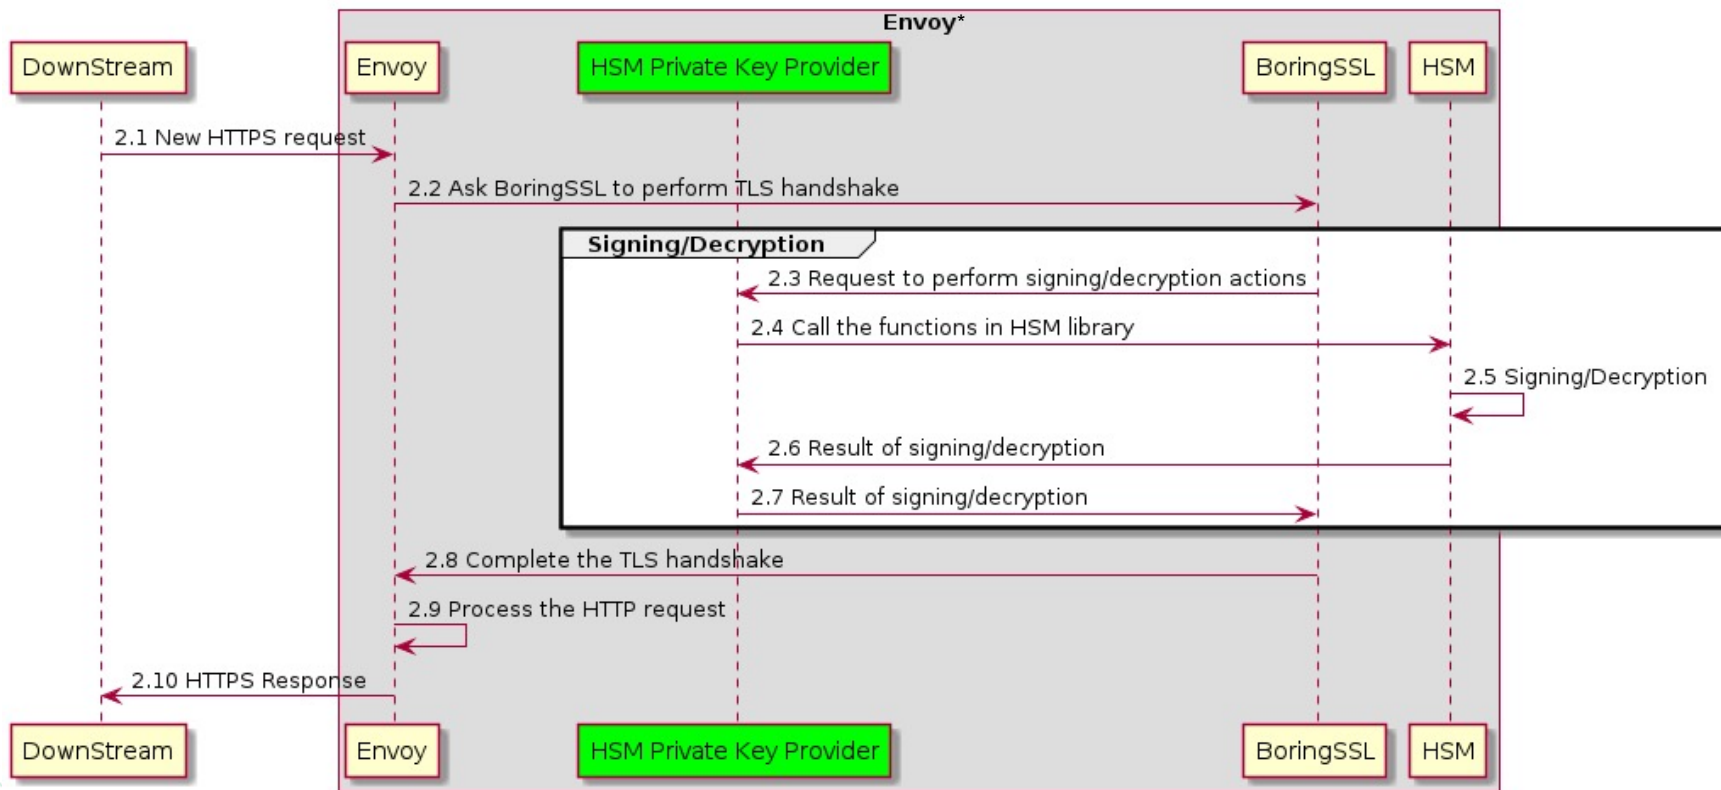 Envoy*
DownStream
Envoy
HSM Private Key Provider
BoringSSL
HSM
2.1 New HTTPS request
2.2 Ask BoringSSL to perform TLS handshake
Signing/Decryption
2.3 Request to perform signing/decryption actions
2.4 Call the functions in HSM library
2.5 Signing/Decryption
2.6 Result of signing/decryption
2.7 Result of signing/decryption
2.8 Complete the TLS handshake
2.9 Process the HTTP request
2.10 HTTPS Response
DownStream
Envoy
HSM Private Key Provider
BoringSSL
HSM